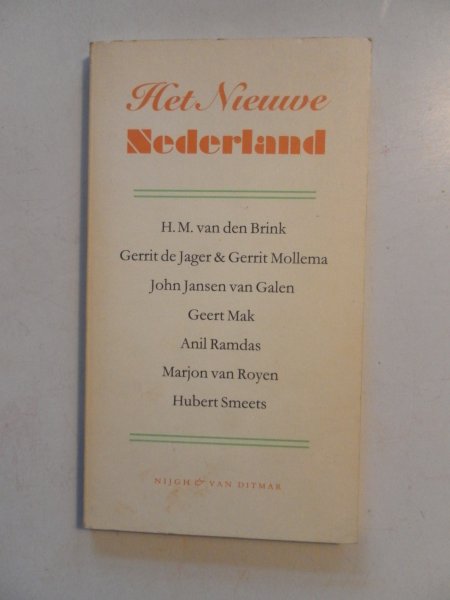 Het Nieuwe
Nederland
H. M. van den Brink
Gerrit de Jager & Gerrit Mollema
John Jansen van Galen
Geert Mak
Anil Ramdas
Marjon van Royen
Hubert Smeets
NIJGH & VAN DITMAR